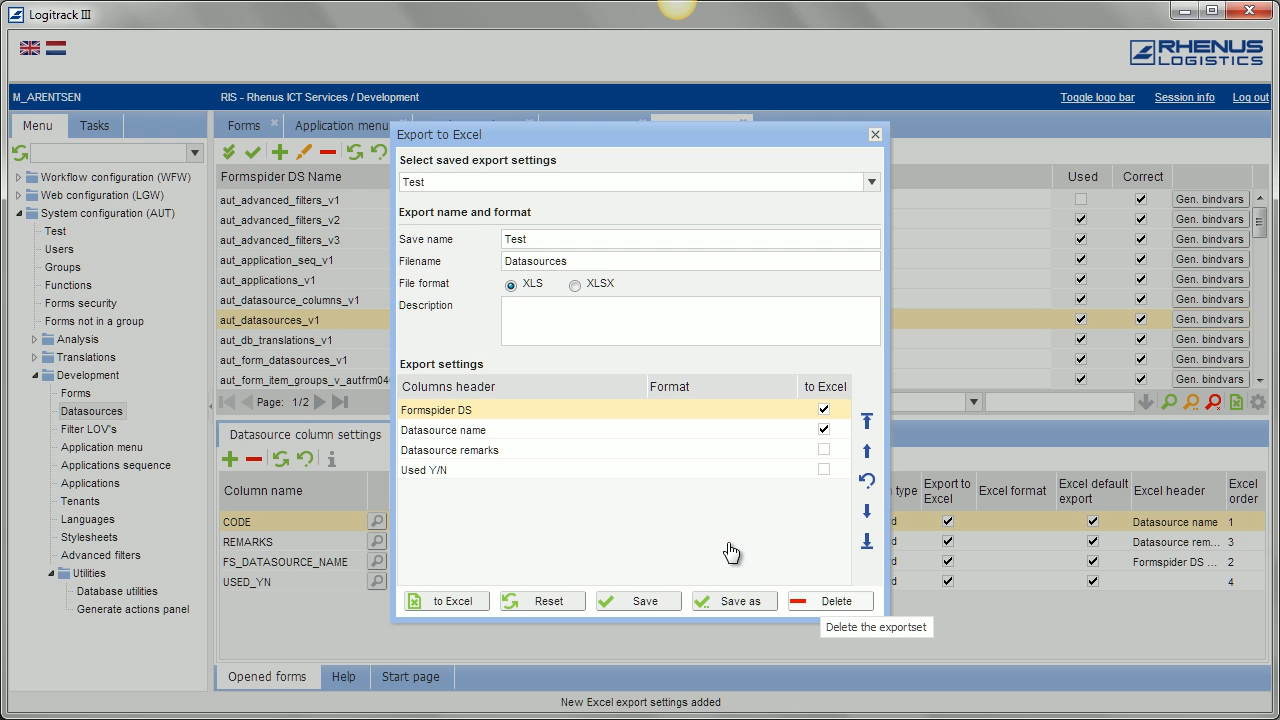 Logitrack III
RHENUS
LOGISTICS
M_ARENTSEN
RIS - Rhenus ICT Services / Development
Toggle logo bar
Session info
Log out
Menu
Tasks
Forms
Application menu
Workflow configuration (WFW)
Web configuration (LGW)
System configuration (AUT)
Test
Users
Groups
Functions
Forms security
Forms not in a group
Analysis
Translations
Development
Forms
Datasources
Filter LOV's
Application menu
Applications sequence
Applications
Tenants
Languages
Stylesheets
Advanced filters
Utilities
Database utilities
Generate actions panel
Formspider DS Name
Used
Correct
aut_advanced_filters_v1
Gen. bindvars
aut_advanced_filters_v2
Gen. bindvars
aut_advanced_filters_v3
Gen. bindvars
aut_application_seq_v1
Gen. bindvars
aut_applications_v1
Gen. bindvars
aut_datasource_columns_v1
Gen. bindvars
aut_datasources_v1
Gen. bindvars
aut_db_translations_v1
Gen. bindvars
aut_form_datasources_v1
Gen. bindvars
aut_form_item_groups_v_autfrm04
Gen. bindvars
Page: 1/2
Export to Excel
Select saved export settings
Test
Export name and format
Save name
Test
Filename
Datasources
File format
XLS
XLSX
Description
Export settings
Columns header
Format
to Excel
Formspider DS
Datasource name
Datasource remarks
Used Y/N
to Excel
Reset
Save
Save as
Delete
Delete the exportset
Datasource column settings
Column name
type
Export to
Excel
Excel format
Excel default
export
Excel header
Excel
order
CODE
Datasource name
1
REMARKS
Datasource rem...
3
FS_DATASOURCE_NAME
Formspider DS ...
2
USED_YN
4
Opened forms
Help
Start page
New Excel export settings added